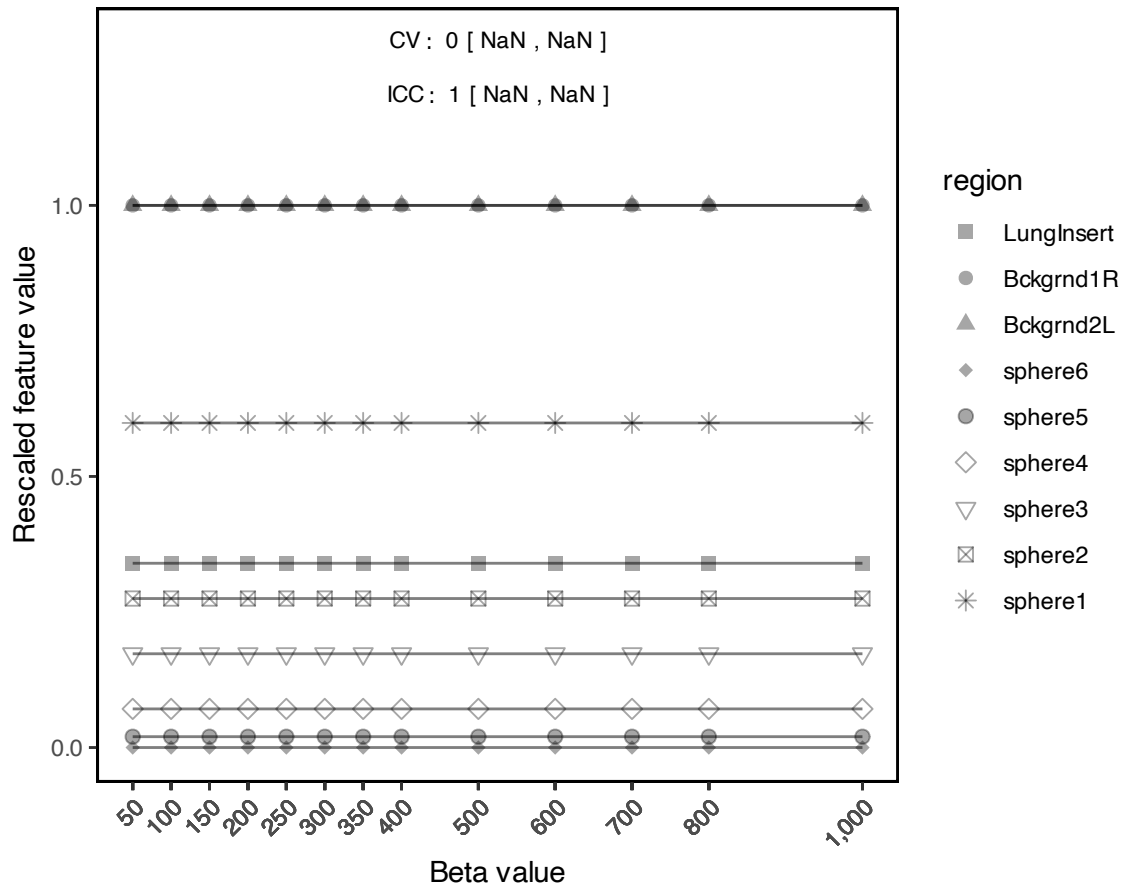 CV: 0 [ NaN , NaN ]
ICC: 1 [ NaN , NaN ]
Rescaled feature value
1.0
0.5
0.0
50
100
150
200
250
300
350
400
500
600
700
800
1,000
Beta value
region
LungInsert
Bckgrnd1R
Bckgrnd2L
sphere6
sphere5
sphere4
sphere3
sphere2
sphere1